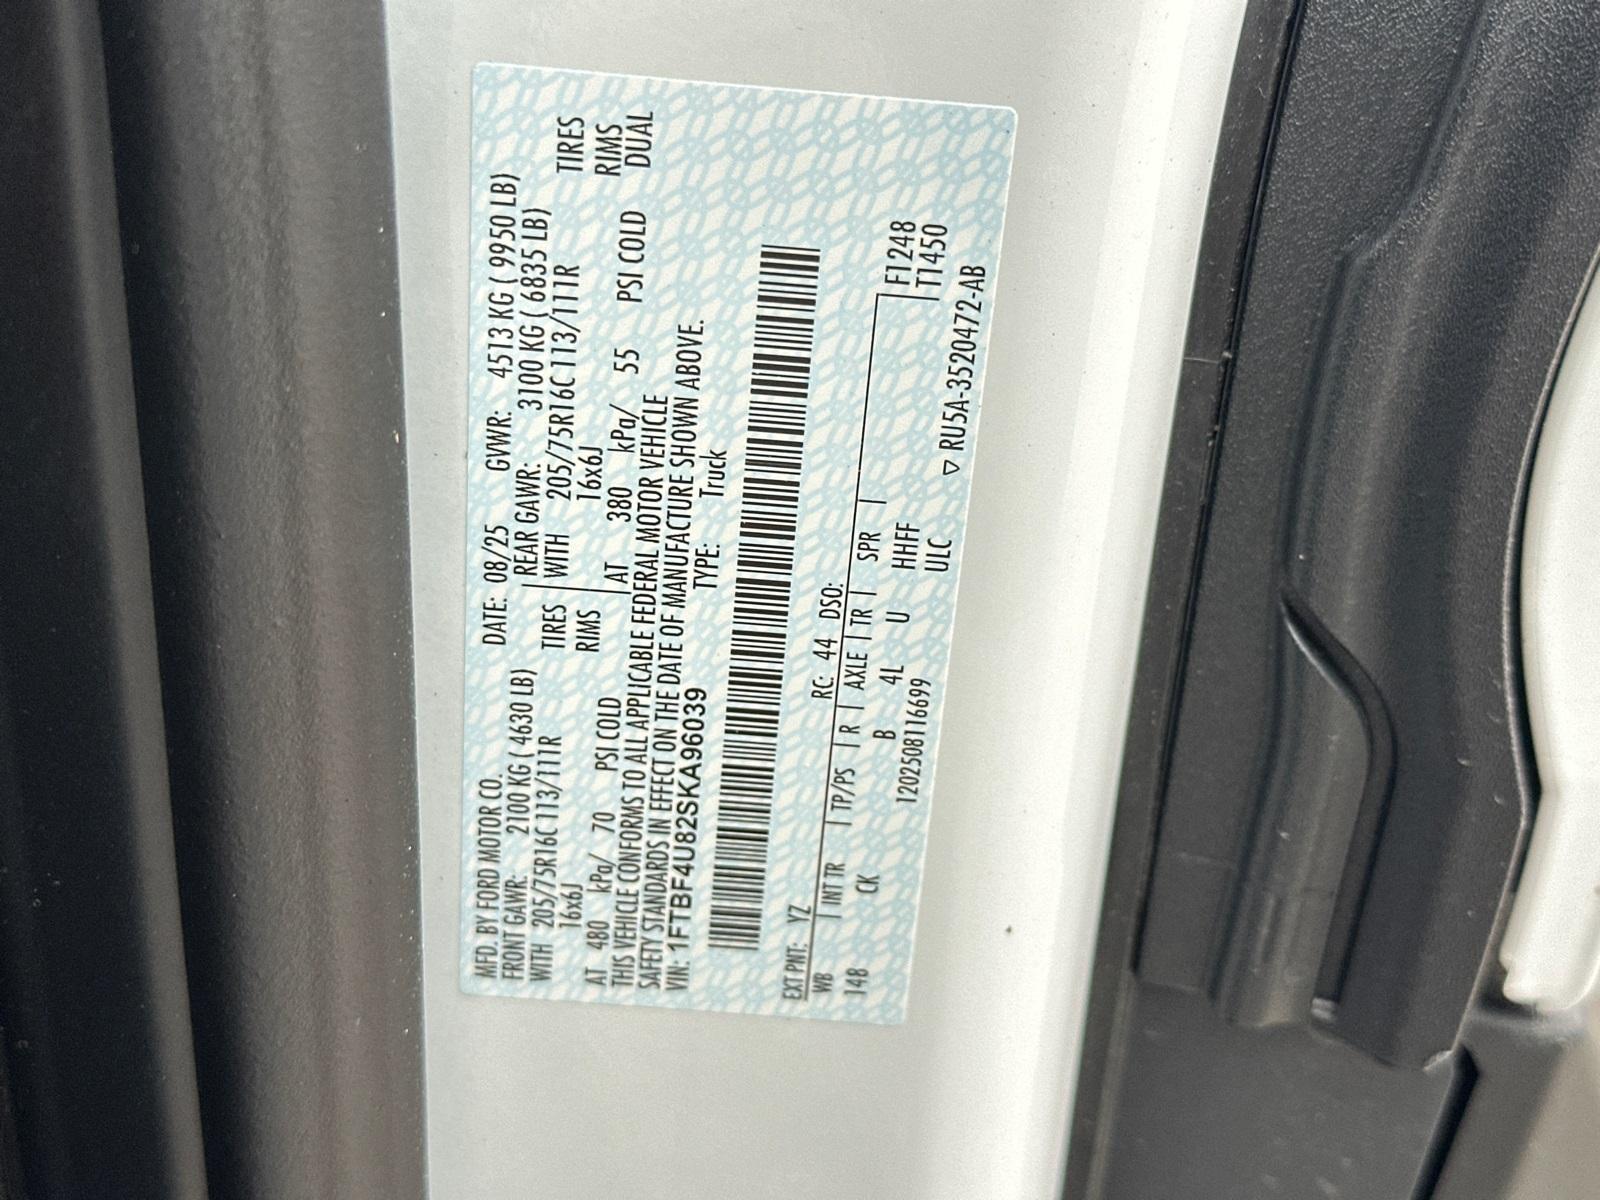 MFD. BY FORD MOTOR CO. DATE: 08/25 GVWR: 4513 KG ( 9950 LB)
FRONT GAWR: 2100 KG ( 4630 LB) REAR GAWR: 3100 KG ( 6835 LB)
WITH 205/75R16C 113/111R TIRES WITH 205/75R16C 113/111R TIRES
16x6J RIMS 16x6J RIMS
AT 480 kPa/ 70 PSI COLD AT 380 kPa/ 55 PSI COLD DUAL
THIS VEHICLE CONFORMS TO ALL APPLICABLE FEDERAL MOTOR VEHICLE
SAFETY STANDARDS IN EFFECT ON THE DATE OF MANUFACTURE SHOWN ABOVE.
VIN: 1FTBF4U82SKA96039 TYPE: Truck
EXT PNT: YZ RC: 44 DSO:
WB | INT TR | TP/PS | R | AXLE | TR | SPR | F1248
148 CK B 4L U HHFF T1450
1202508116699 ULC ▽ RU5A-3520472-AB